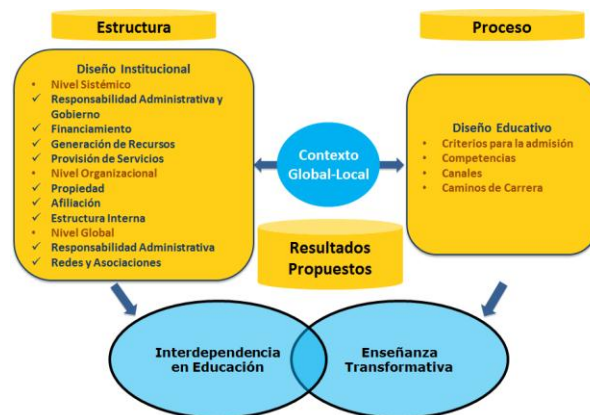 Estructura
Proceso
Diseño Institucional
• Nivel Sistémico
✓ Responsabilidad Administrativa y
Gobierno
✓ Financiamiento
✓ Generación de Recursos
✓ Provisión de Servicios
• Nivel Organizacional
✓ Propiedad
✓ Afiliación
✓ Estructura Interna
• Nivel Global
✓ Responsabilidad Administrativa
✓ Redes y Asociaciones
Contexto
Global-Local
Diseño Educativo
• Criterios para la admisión
• Competencias
• Canales
• Caminos de Carrera
Resultados
Propuestos
Interdependencia
en Educación
Enseñanza
Transformativa